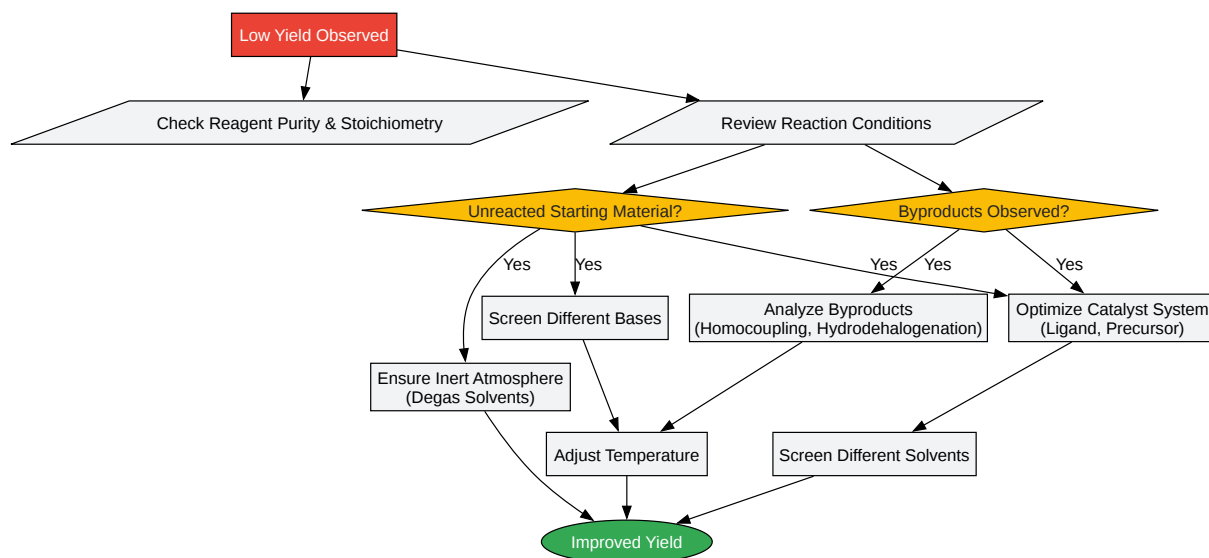 Low Yield Observed
Check Reagent Purity & Stoichiometry
Review Reaction Conditions
Unreacted Starting Material?
Byproducts Observed?
Yes
Yes
Yes
Yes
Yes
Screen Different Bases
Analyze Byproducts
(Homocoupling, Hydrodehalogenation)
Optimize Catalyst System
(Ligand, Precursor)
Ensure Inert Atmosphere
(Degas Solvents)
Adjust Temperature
Screen Different Solvents
Improved Yield